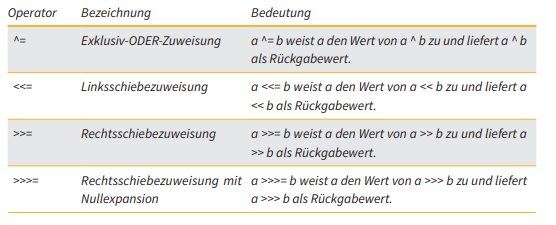 Operator Bezeichnung Bedeutung
^= Exklusiv-ODER-Zuweisung a ^= b weist a den Wert von a ^ b zu und liefert a ^ b
als Rückgabewert.
<<= Linksschiebezuweisung a <<= b weist a den Wert von a << b zu und liefert a
<< b als Rückgabewert.
>>= Rechtsschiebezuweisung a >>= b weist a den Wert von a >> b zu und liefert a
>> b als Rückgabewert.
>>>= Rechtsschiebezuweisung mit a >>>= b weist a den Wert von a >>> b zu und liefert
Nullexpansion a >>> b als Rückgabewert.